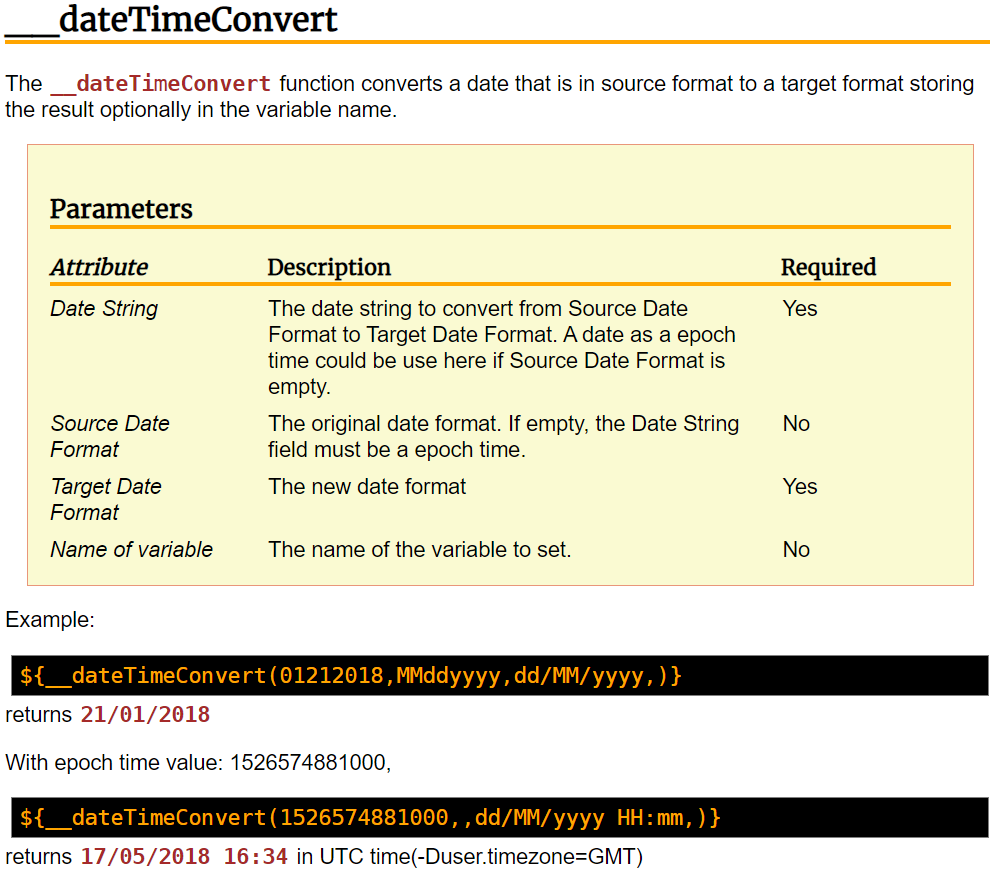 __dateTimeConvert
The __dateTimeConvert function converts a date that is in source format to a target format storing
the result optionally in the variable name.
Parameters
Attribute Description Required
Date String The date string to convert from Source Date Yes
Format to Target Date Format. A date as a epoch
time could be use here if Source Date Format is
empty.
Source Date The original date format. If empty, the Date String No
Format field must be a epoch time.
Target Date The new date format Yes
Format
Name of variable The name of the variable to set. No
Example:
${__dateTimeConvert(01212018,MMddyyyy,dd/MM/yyyy,)}
returns 21/01/2018
With epoch time value: 1526574881000,
${__dateTimeConvert(1526574881000,,dd/MM/yyyy HH:mm,)}
returns 17/05/2018 16:34 in UTC time(-Duser.timezone=GMT)